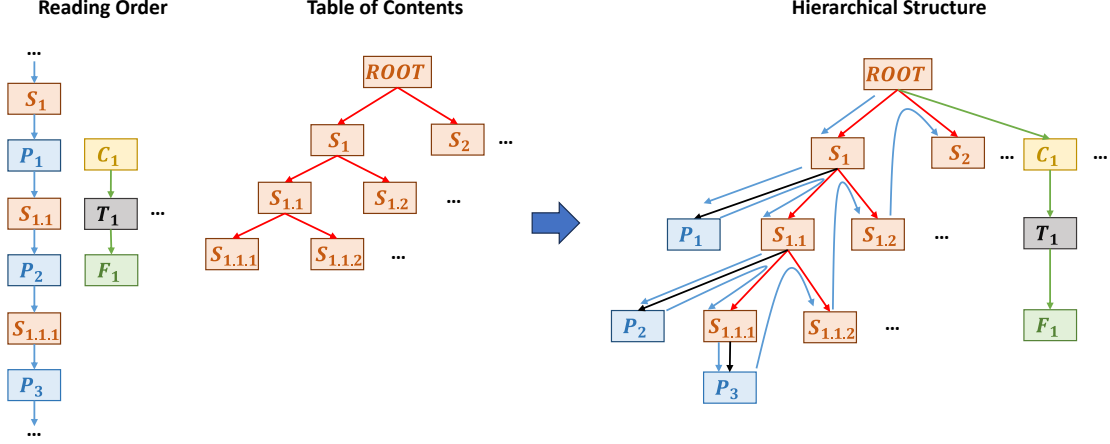 Reading Order
Table of Contents
Hierarchical Structure
...
S₁
P₁
S₁.₁
P₂
S₁.₁.₁
P₃
...
C₁
T₁
F₁
...
ROOT
S₁
S₂
...
S₁.₁
S₁.₂
...
S₁.₁.₁
S₁.₁.₂
...
ROOT
S₁
S₂
...
C₁
...
P₁
S₁.₁
S₁.₂
...
T₁
P₂
S₁.₁.₁
S₁.₁.₂
...
F₁
P₃